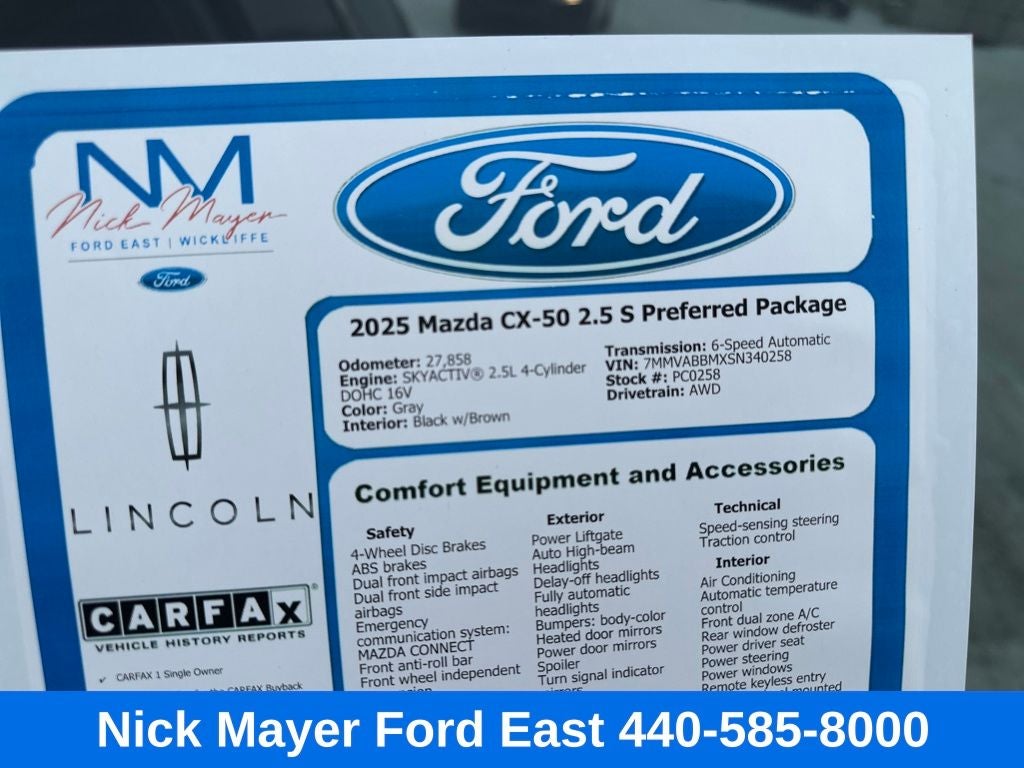 NM
Nick Mayer
FORD EAST | WICKLIFFE
Ford
Ford
LINCOLN
CARFAX®
VEHICLE HISTORY REPORTS
✓ CARFAX 1 Single Owner
the CARFAX Buyback
2025 Mazda CX-50 2.5 S Preferred Package
Odometer: 27,858
Engine: SKYACTIV® 2.5L 4-Cylinder
DOHC 16V
Color: Gray
Interior: Black w/Brown
Transmission: 6-Speed Automatic
VIN: 7MMVABBMXSN340258
Stock #: PC0258
Drivetrain: AWD
Comfort Equipment and Accessories
Safety
4-Wheel Disc Brakes
ABS brakes
Dual front impact airbags
Dual front side impact
airbags
Emergency
communication system:
MAZDA CONNECT
Front anti-roll bar
Front wheel independent
Exterior
Power Liftgate
Auto High-beam
Headlights
Delay-off headlights
Fully automatic
headlights
Bumpers: body-color
Heated door mirrors
Power door mirrors
Spoiler
Turn signal indicator
Technical
Speed-sensing steering
Traction control
Interior
Air Conditioning
Automatic temperature
control
Front dual zone A/C
Rear window defroster
Power driver seat
Power steering
Power windows
Remote keyless entry
mounted
Nick Mayer Ford East 440-585-8000